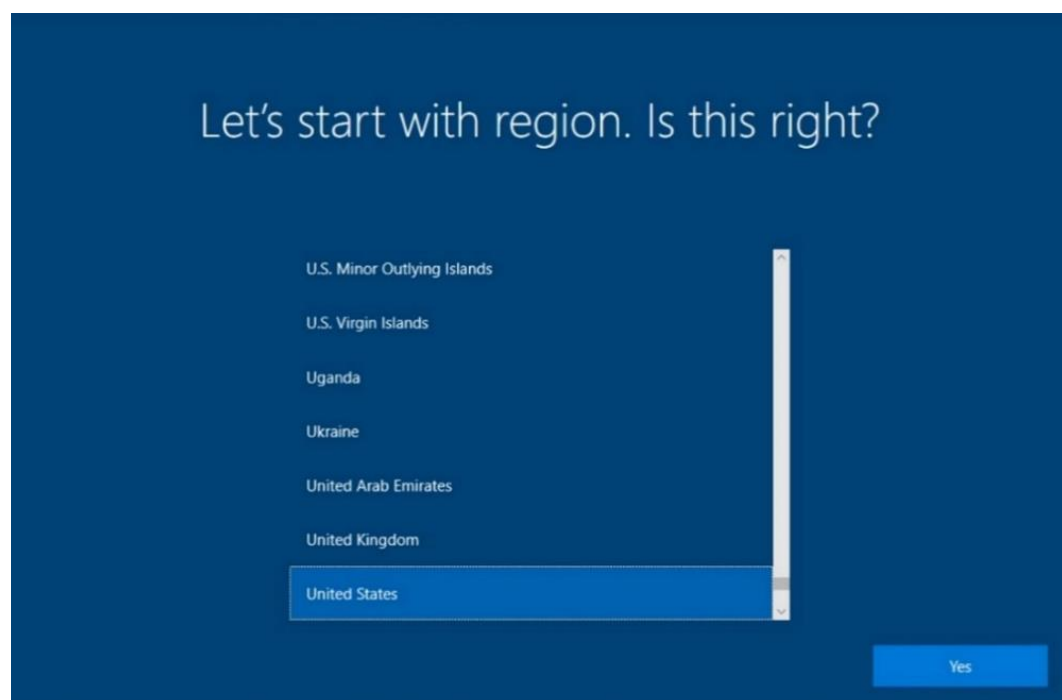 Let's start with region. Is this right?
U.S. Minor Outlying Islands
U.S. Virgin Islands
Uganda
Ukraine
United Arab Emirates
United Kingdom
United States
Yes